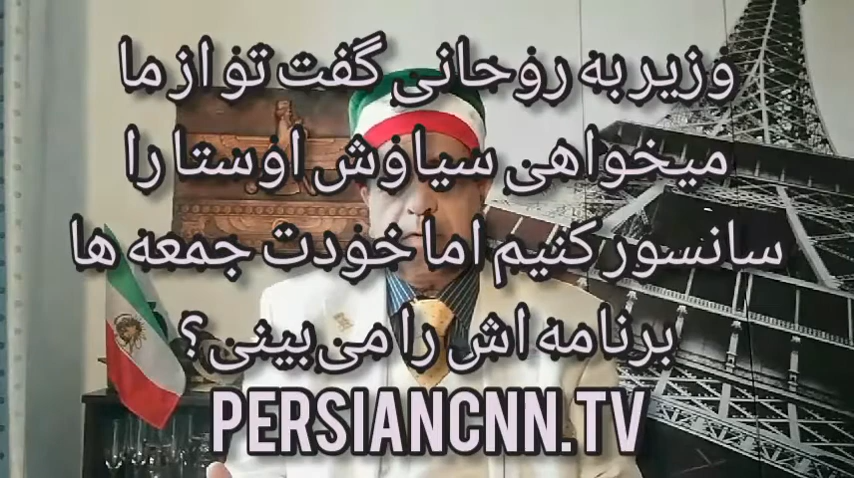 وزیر به روحانی گفت تو از ما
میخواهی سیاوش اوستا را
سانسور کنیم اما خودت جمعه ها
برنامه اش را می بینی؟
PERSIANCNN.TV